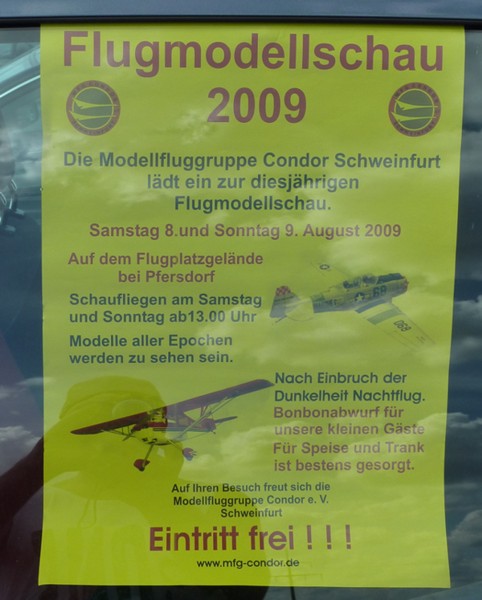 Flugmodellschau
2009
Die Modellfluggruppe Condor Schweinfurt
lädt ein zur diesjährigen
Flugmodellschau.
Samstag 8.und Sonntag 9. August 2009
Auf dem Flugplatzgelände
bei Pfersdorf
Schaufliegen am Samstag
und Sonntag ab13.00 Uhr
Modelle aller Epochen
werden zu sehen sein.
Nach Einbruch der
Dunkelheit Nachtflug.
Bonbonabwurf für
unsere kleinen Gäste
Für Speise und Trank
ist bestens gesorgt.
Auf Ihren Besuch freut sich die
Modellfluggruppe Condor e. V.
Schweinfurt
Eintritt frei ! ! !
www.mfg-condor.de